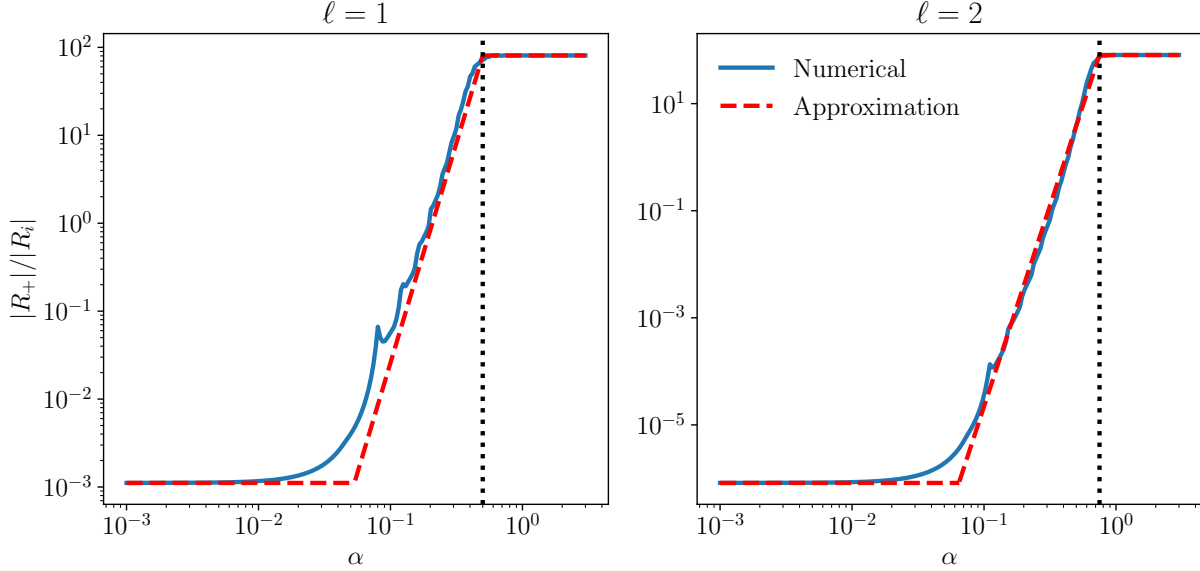 ℓ = 1
ℓ = 2
|R₊|/|Rᵢ|
10²
10¹
10⁰
10⁻¹
10⁻²
10⁻³
10⁻³
10⁻²
10⁻¹
10⁰
α
Numerical
Approximation
10¹
10⁻¹
10⁻³
10⁻⁵
10⁻³
10⁻²
10⁻¹
10⁰
α